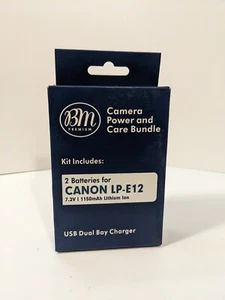 BM
PREMIUM
Camera
Power and
Care Bundle
Kit Includes:
2 Batteries for
CANON LP-E12
7.2V | 1150mAh Lithium Ion
USB Dual Bay Charger